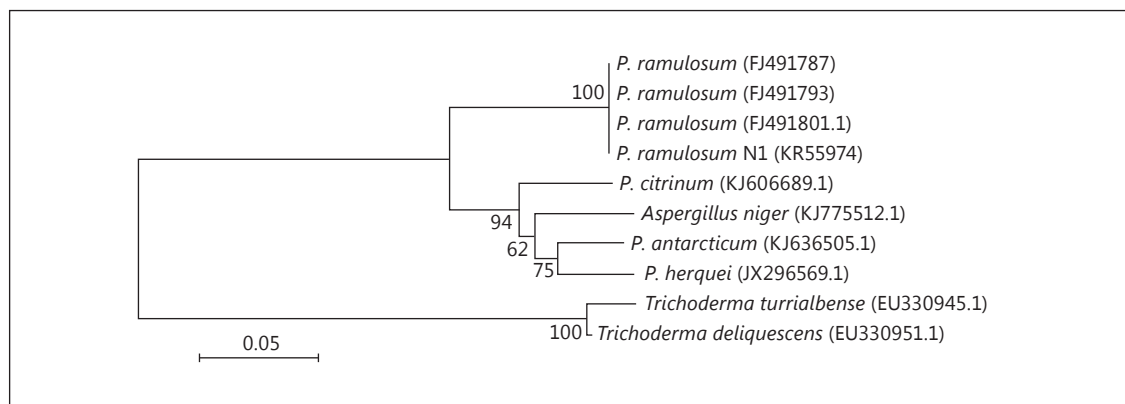 P. ramulosum (FJ491787)
100
P. ramulosum (FJ491793)
P. ramulosum (FJ491801.1)
P. ramulosum N1 (KR55974)
P. citrinum (KJ606689.1)
94
Aspergillus niger (KJ775512.1)
62
P. antarcticum (KJ636505.1)
75
P. herquei (JX296569.1)
Trichoderma turrialbense (EU330945.1)
100
Trichoderma deliquescens (EU330951.1)
0.05